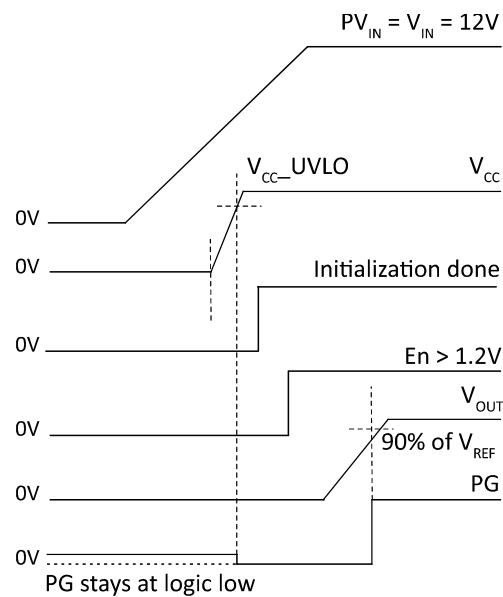 PV_IN = V_IN = 12V
V_CC_UVLO
V_CC
0V
0V
Initialization done
0V
En > 1.2V
0V
V_OUT
90% of V_REF
0V
PG
0V
PG stays at logic low